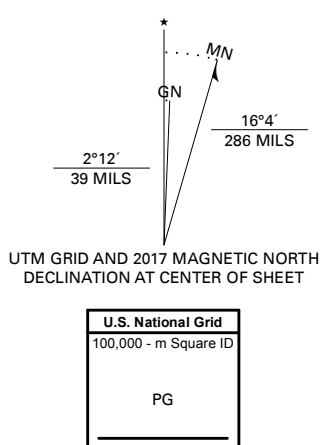 ★
MN
GN
16°4´
286 MILS
2°12´
39 MILS
UTM GRID AND 2017 MAGNETIC NORTH
DECLINATION AT CENTER OF SHEET
U.S. National Grid
100,000 - m Square ID
PG